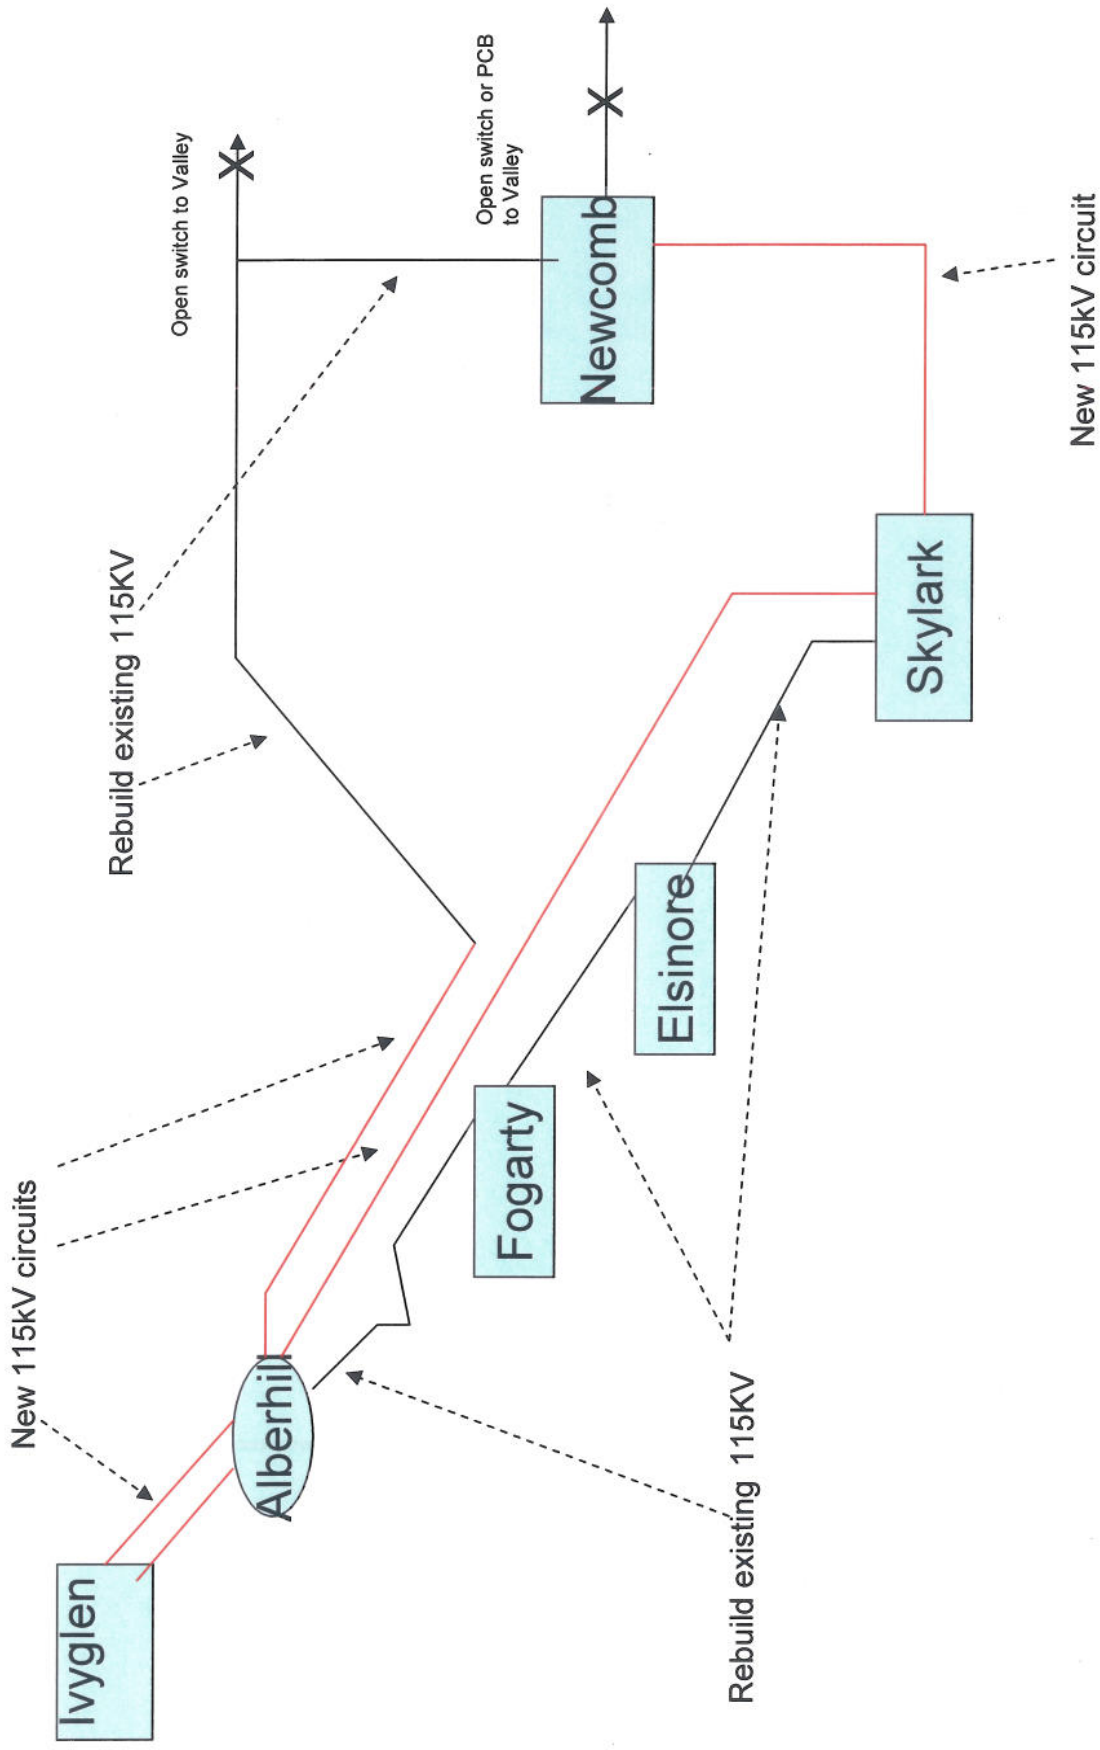 New 115kV circuits
Ivyglen
Rebuild existing 115KV
Open switch to Valley
Alberhill
Open switch or PCB
to Valley
Fogarty
Newcomb
Elsinore
Rebuild existing 115KV
Skylark
New 115kV circuit